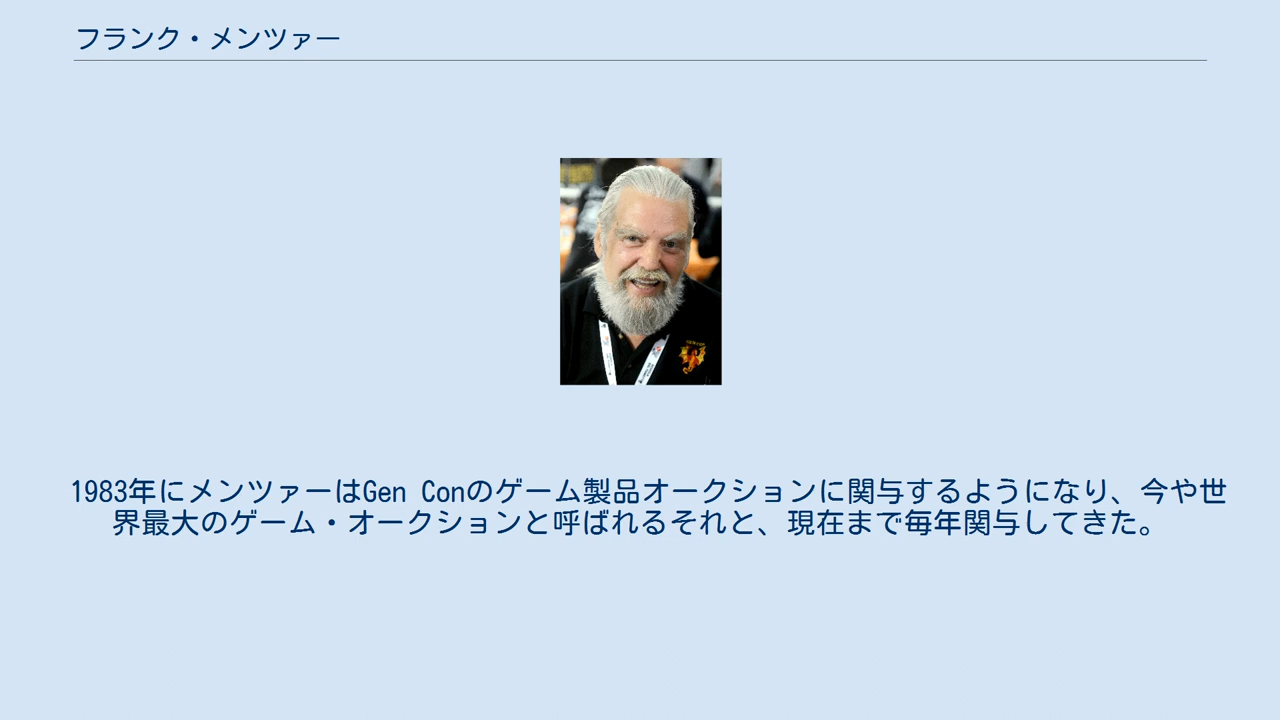 フランク・メンツァー
1983年にメンツァーはGen Conのゲーム製品オークションに関与するようになり、今や世
界最大のゲーム・オークションと呼ばれるそれと、現在まで毎年関与してきた。